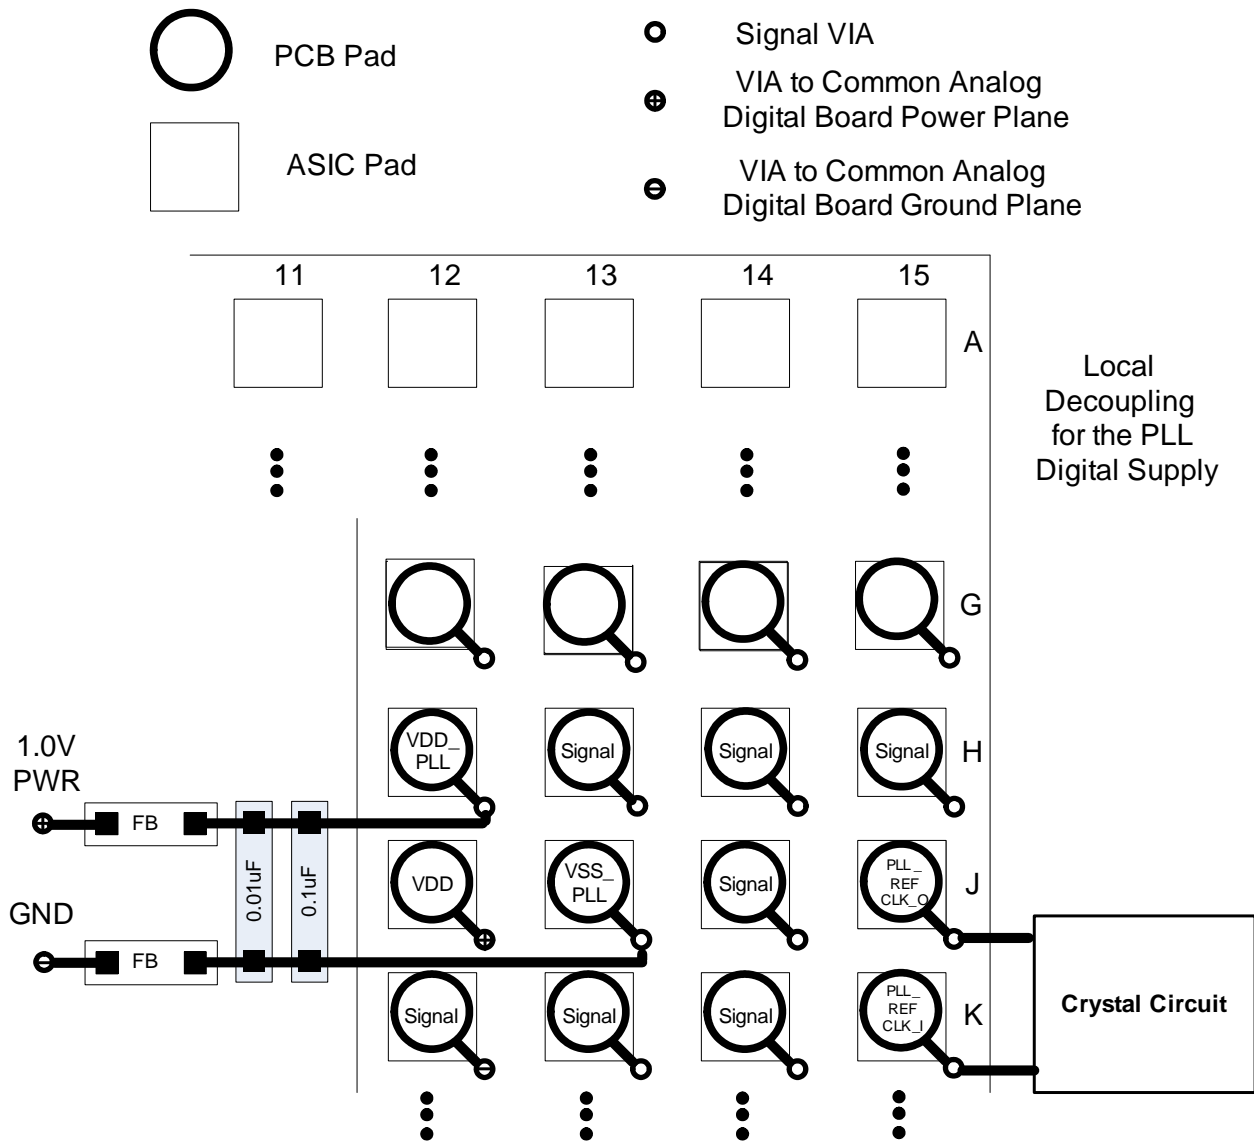 PCB Pad
ASIC Pad
Signal VIA
VIA to Common Analog
Digital Board Power Plane
VIA to Common Analog
Digital Board Ground Plane
11 12 13 14 15
A
Local
Decoupling
for the PLL
Digital Supply
G
VDD_
PLL
Signal
Signal
Signal
H
1.0V
PWR
FB
0.01uF
0.1uF
VDD
VSS_
PLL
Signal
PLL_
REF
CLK_O
J
GND
FB
Signal
Signal
Signal
PLL_
REF
CLK_I
K
Crystal Circuit